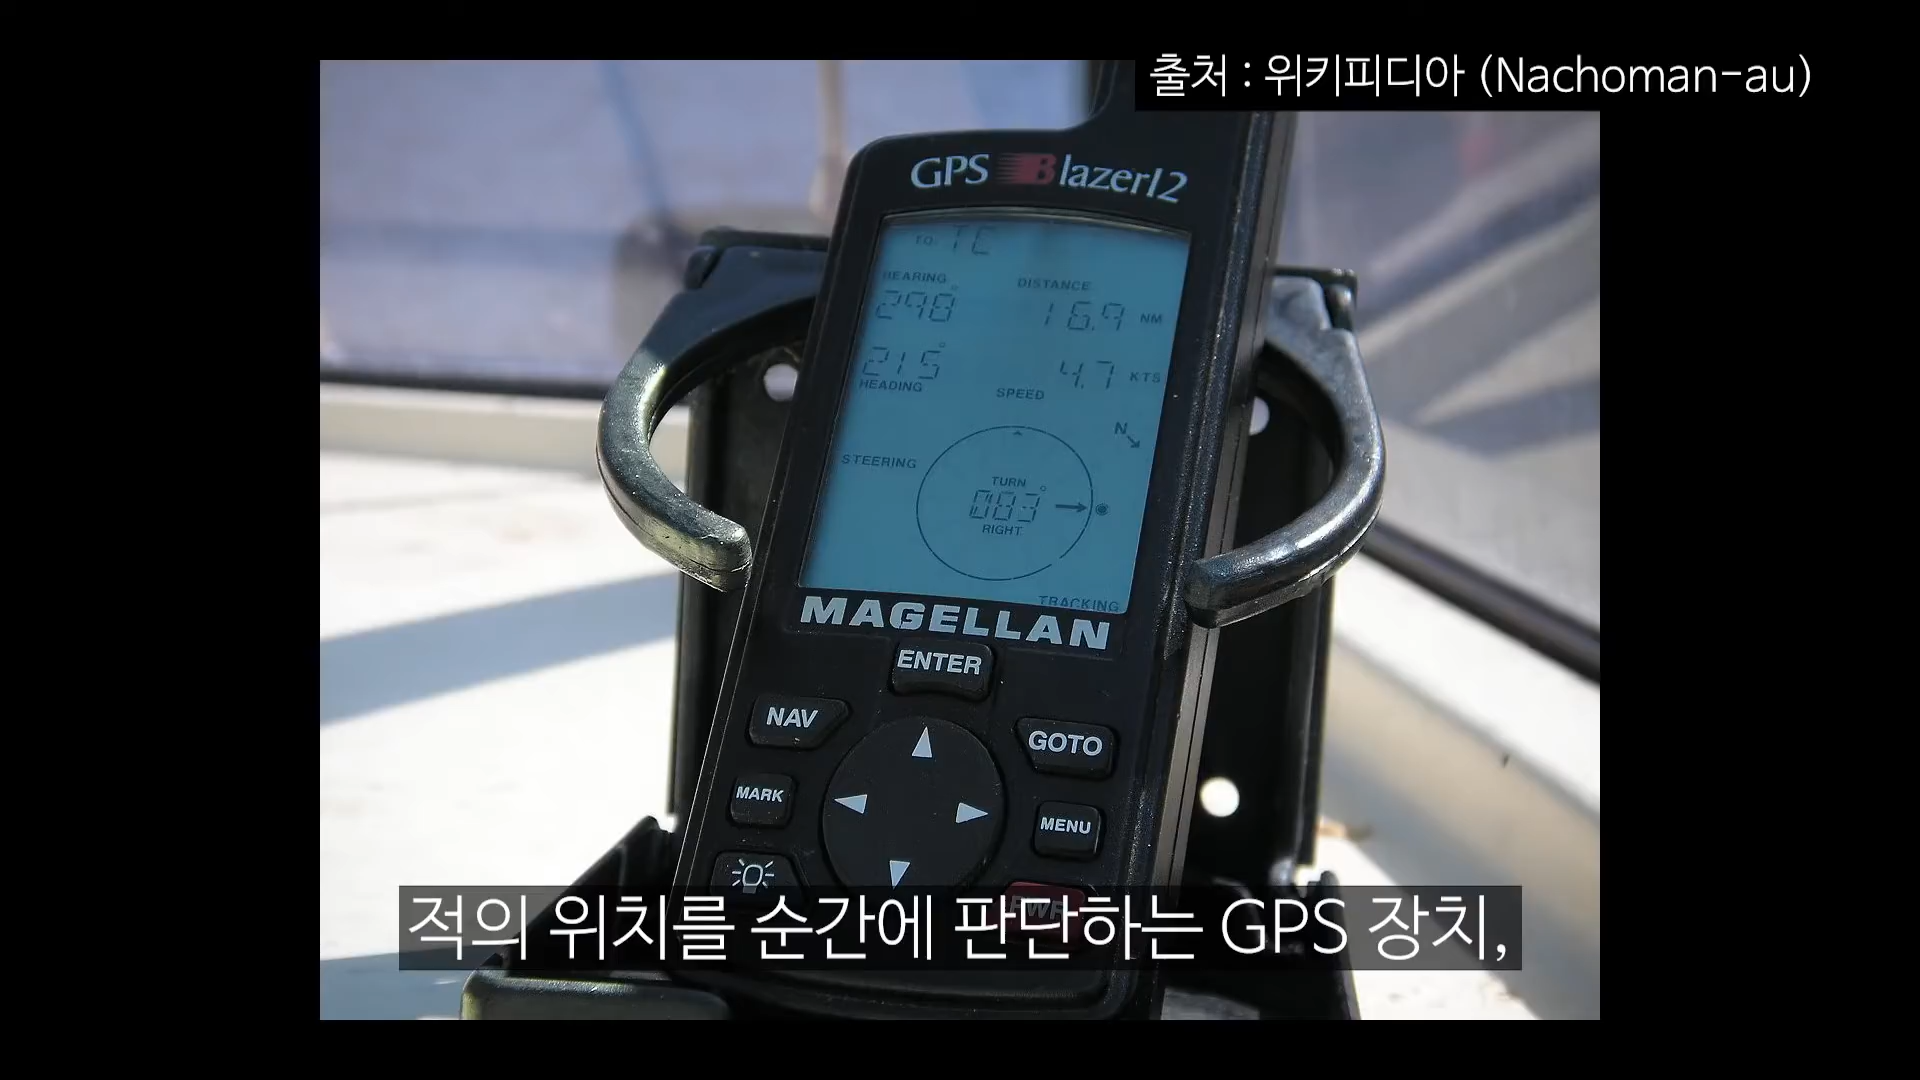 출처 : 위키피디아 (Nachoman-au)
GPS Blazer12
TO: TC
BEARING DISTANCE
298° 16.9 NM
215° 4.7 KTS
HEADING SPEED
N
STEERING
TURN
083°
RIGHT
TRACKING
MAGELLAN
ENTER
NAV
GOTO
MARK
MENU
PWR
적의 위치를 순간에 판단하는 GPS 장치,